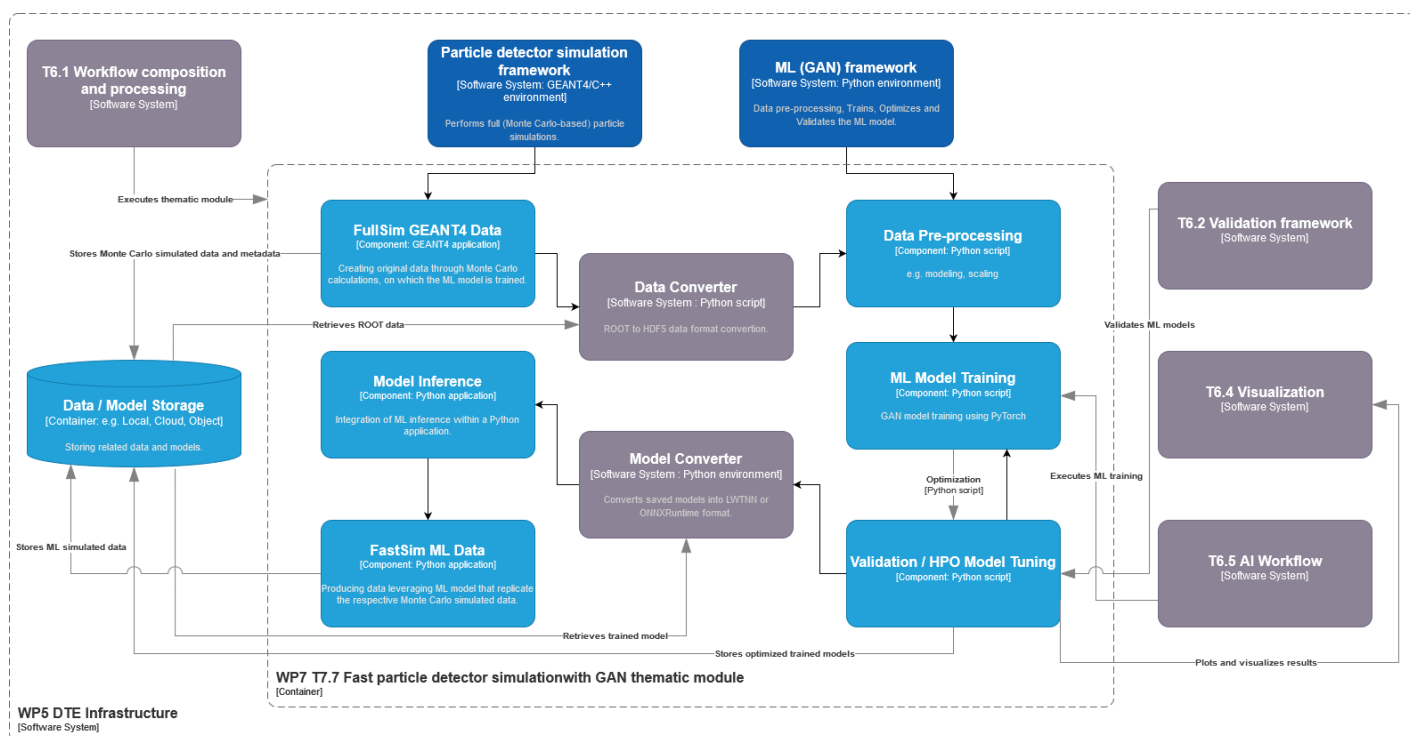 T6.1 Workflow composition
and processing
[Software System]
Particle detector simulation
framework
[Software System: GEANT4/C++
environment]
Performs full (Monte Carlo-based) particle
simulations.
ML (GAN) framework
[Software System: Python environment]
Data pre-processing, Trains, Optimizes and
Validates the ML model.
Executes thematic module
FullSim GEANT4 Data
[Component: GEANT4 application]
Creating original data through Monte Carlo
calculations, on which the ML model is trained.
Data Pre-processing
[Component: Python script]
e.g. modeling, scaling
T6.2 Validation framework
[Software System]
Stores Monte Carlo simulated data and metadata
Data Converter
[Software System : Python script]
ROOT to HDF5 data format convertion.
Retrieves ROOT data
Validates ML models
Data / Model Storage
[Container: e.g. Local, Cloud, Object]
Storing related data and models.
Model Inference
[Component: Python application]
Integration of ML inference within a Python
application.
ML Model Training
[Component: Python script]
GAN model training using PyTorch
T6.4 Visualization
[Software System]
Model Converter
[Software System : Python environment]
Converts saved models into LWTNN or
ONNXRuntime format.
Optimization
[Python script]
Executes ML training
Stores ML simulated data
FastSim ML Data
[Component: Python application]
Producing data leveraging ML model that replicate
the respective Monte Carlo simulated data.
Validation / HPO Model Tuning
[Component: Python script]
T6.5 AI Workflow
[Software System]
Retrieves trained model
Stores optimized trained models
Plots and visualizes results
WP7 T7.7 Fast particle detector simulationwith GAN thematic module
[Container]
WP5 DTE Infrastructure
[Software System]